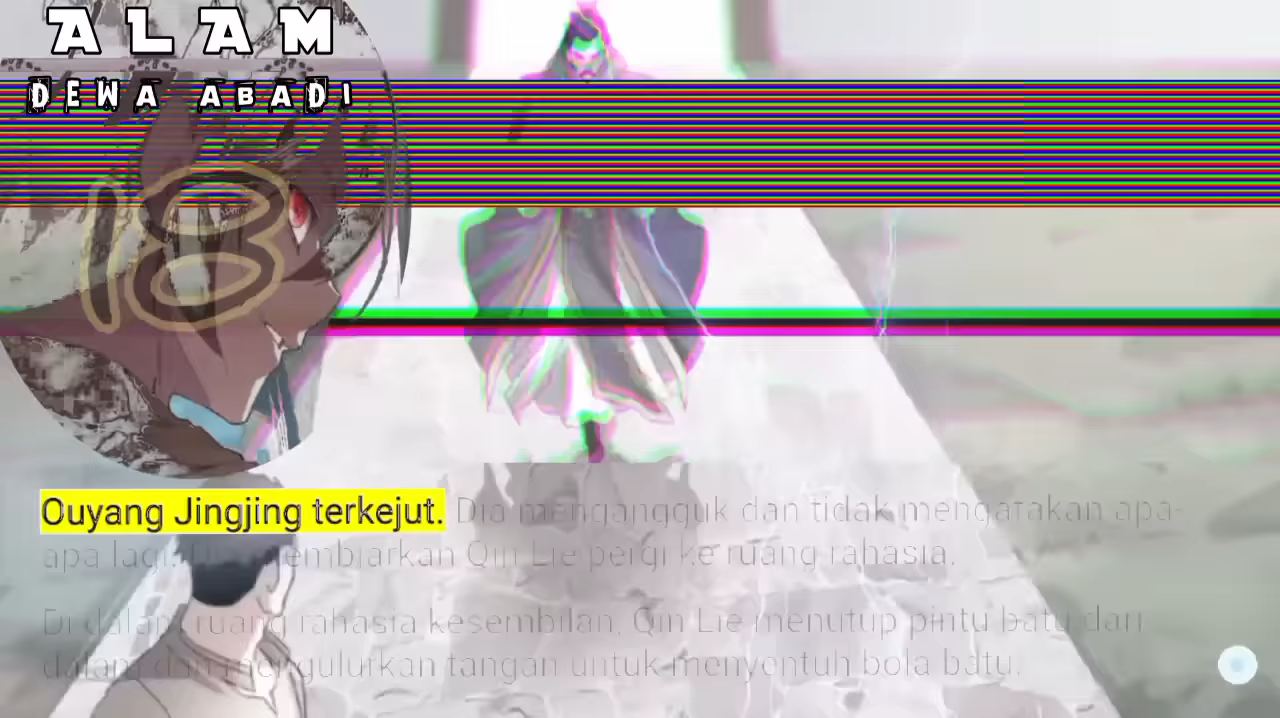 ALAM
DEWA ABADI
18
Ouyang Jingjing terkejut. Dia mengangguk dan tidak mengatakan apa-
apa lagi. membiarkan Qin Lie pergi ke ruang rahasia.
Di dalam ruang rahasia kesembilan, Qin Lie menutup pintu batu dari
dalam dan mengulurkan tangan untuk menyentuh bola batu.